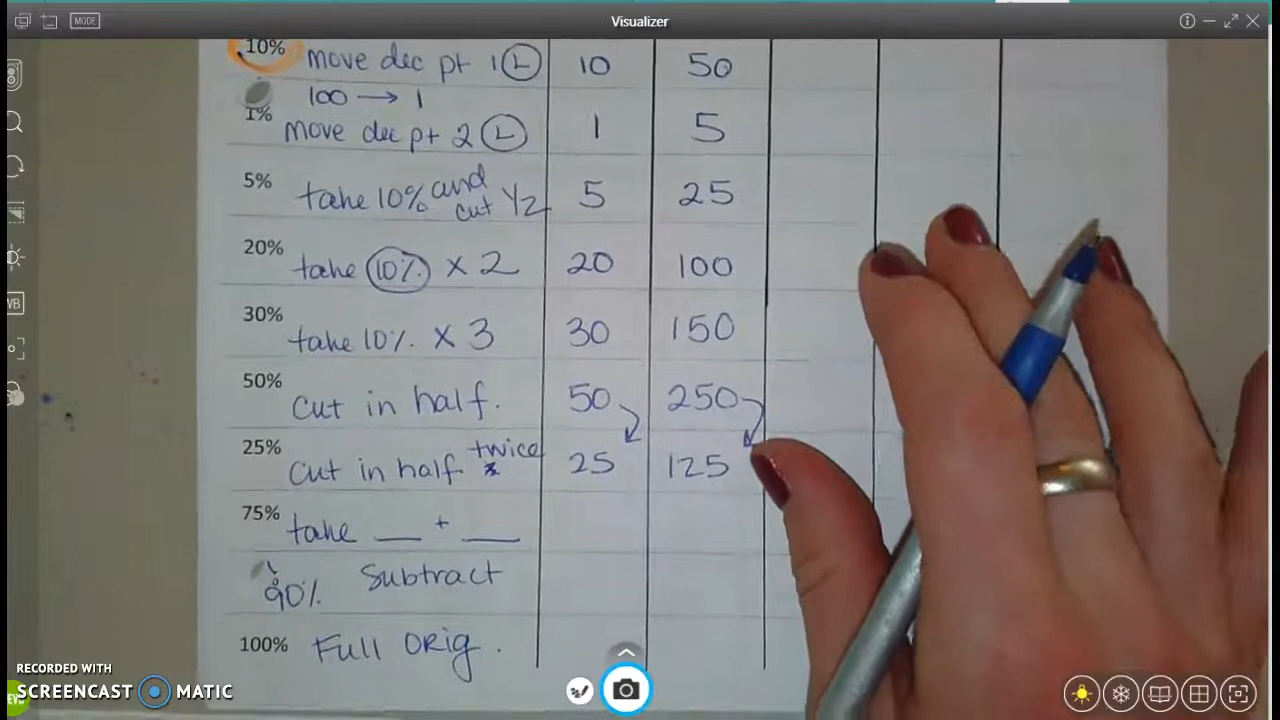 MODE
Visualizer
10% move dec pt 1 L 10 50
100 → 1
1% move dec pt 2 L 1 5
5% take 10% and cut 1/2 5 25
20% take 10% x 2 20 100
30% take 10% x 3 30 150
50% cut in half. 50 250
25% cut in half twice 25 125
75% take __ + __
90% Subtract
100% Full ORig.
WB
RECORDED WITH
SCREENCAST MATIC